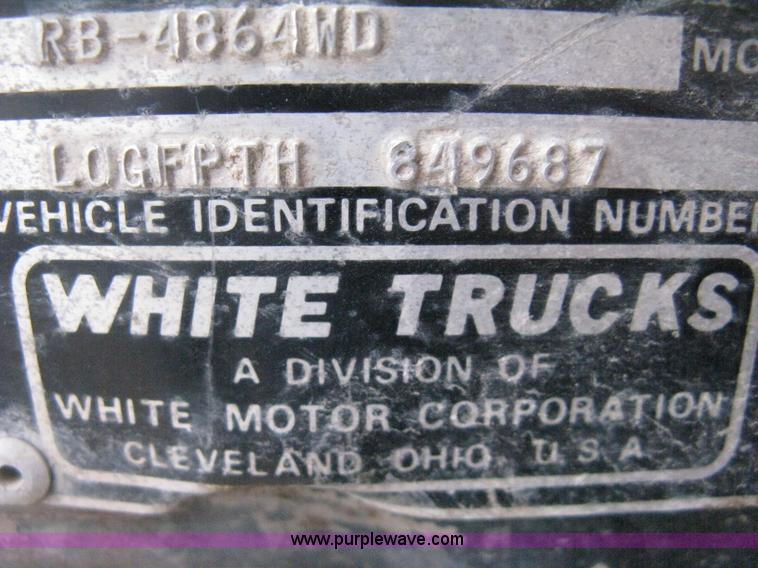 RB-4864WD MO
LOGFPTH 849687
VEHICLE IDENTIFICATION NUMBER
WHITE TRUCKS
A DIVISION OF
WHITE MOTOR CORPORATION
CLEVELAND, OHIO, U.S.A.
www.purplewave.com